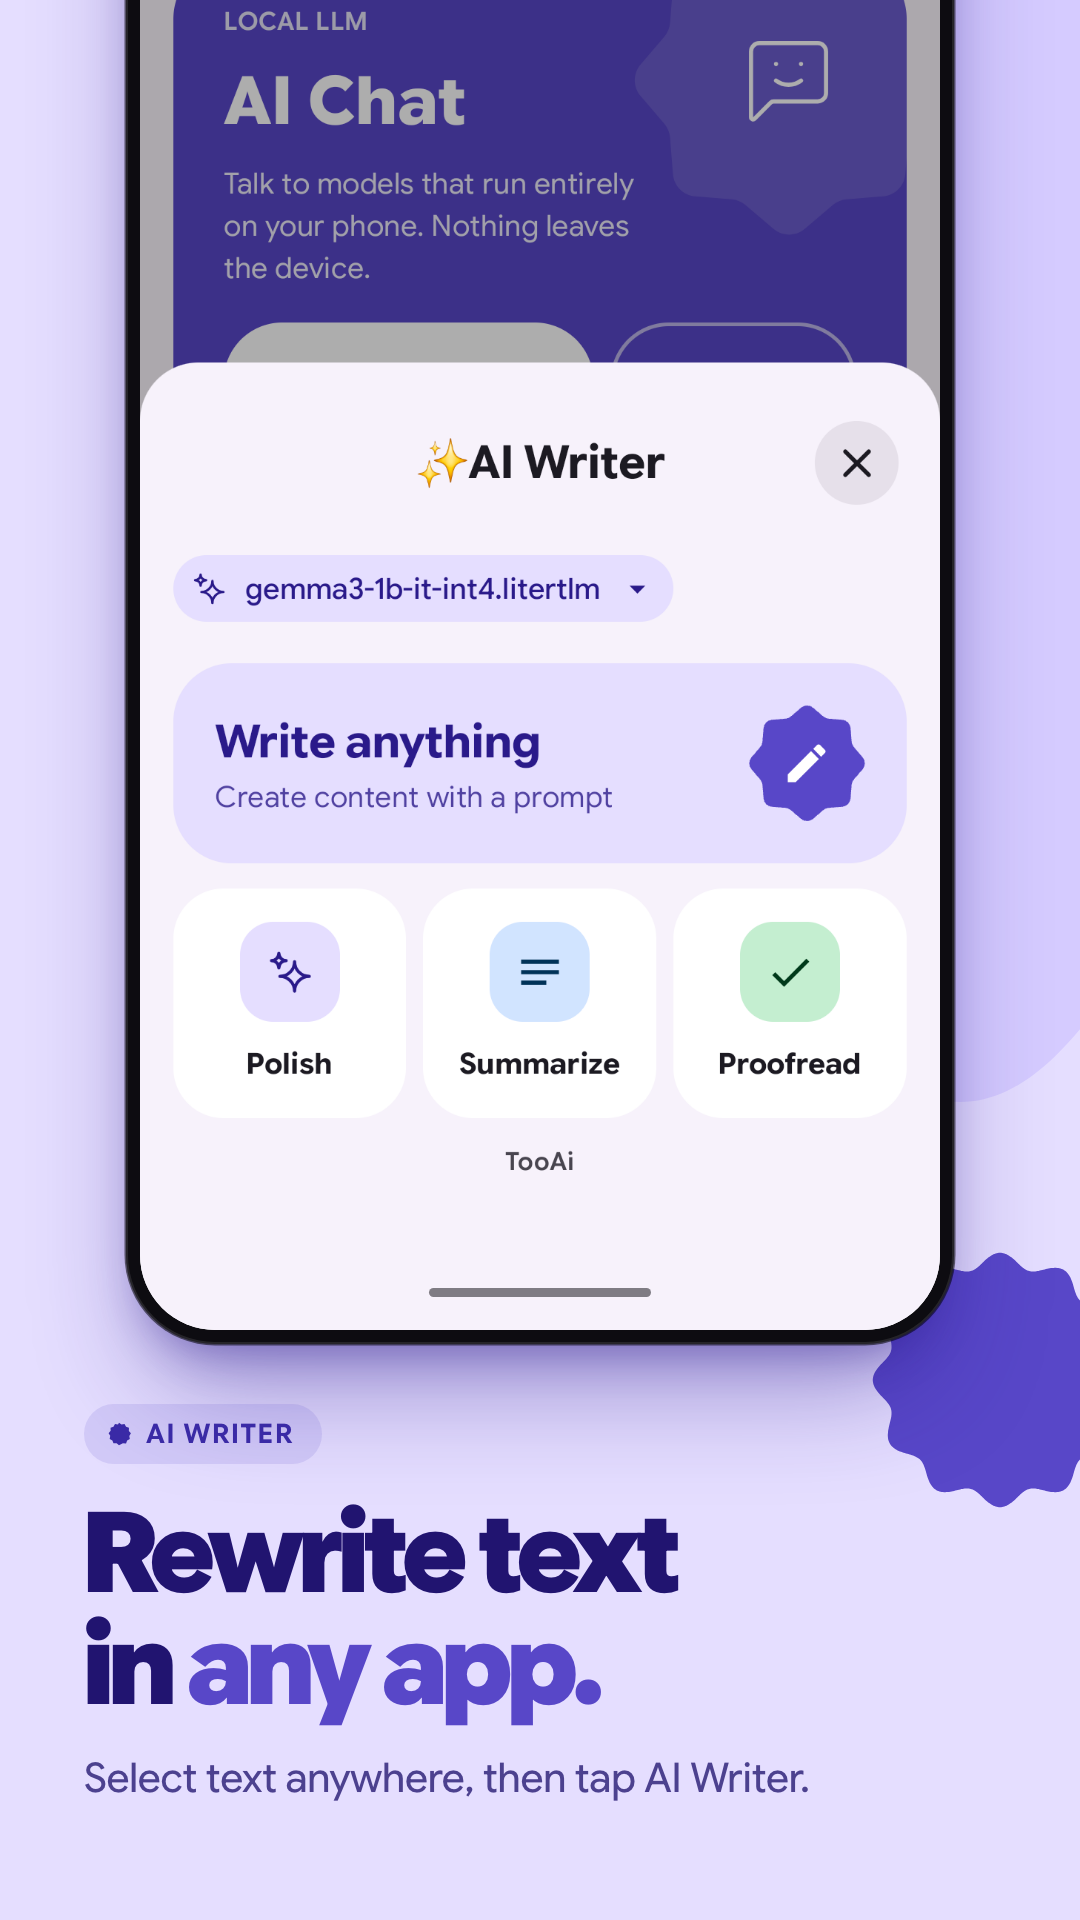 LOCAL LLM
AI Chat
Talk to models that run entirely
on your phone. Nothing leaves
the device.
✨AI Writer
gemma3-1b-it-int4.litertlm
Write anything
Create content with a prompt
Polish
Summarize
Proofread
TooAi
AI WRITER
Rewrite text
in any app.
Select text anywhere, then tap AI Writer.